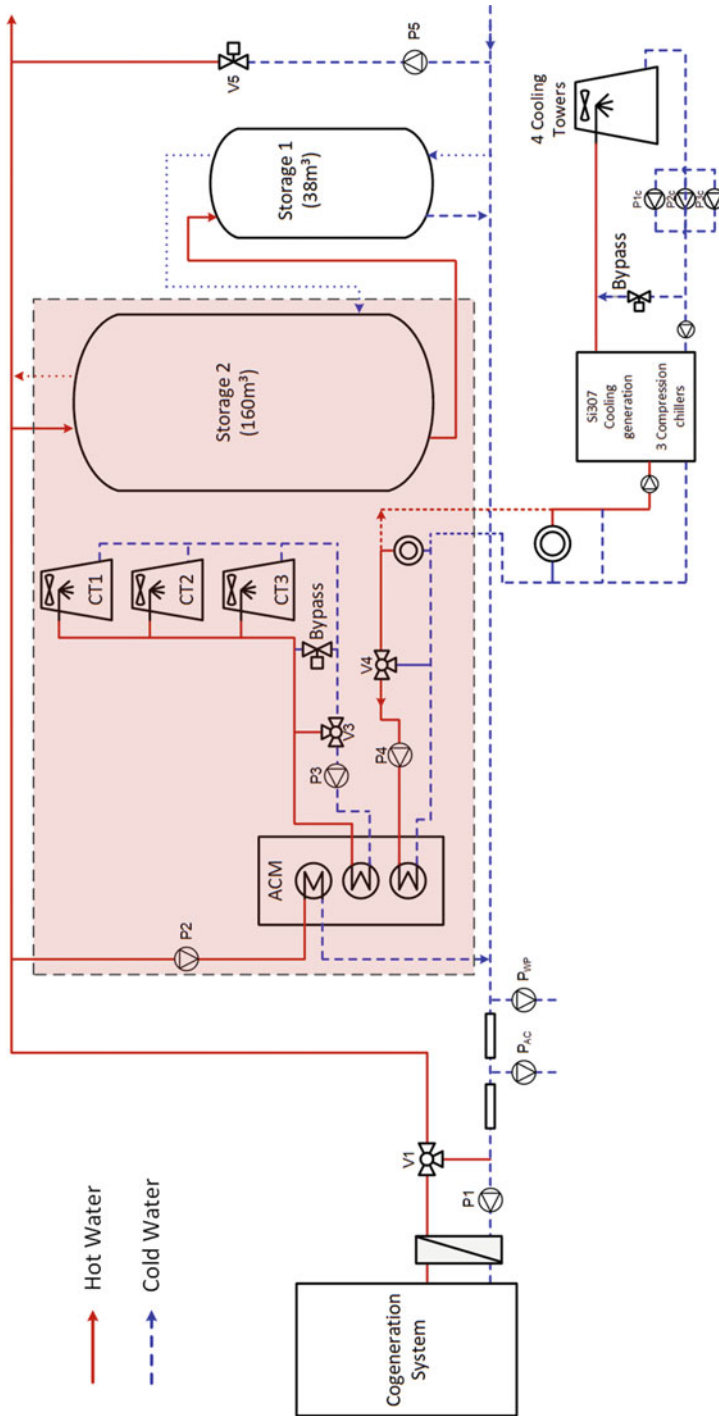 Hot Water
Cold Water
Cogeneration
System
V1
P1
P_AC
P_WP
P2
ACM
P3
V3
P4
V4
Bypass
CT1
CT2
CT3
Storage 2
(160m³)
Storage 1
(38m³)
V5
P5
Si307
Cooling
generation
3 Compression
chillers
Bypass
P1c
P2c
P3c
4 Cooling
Towers